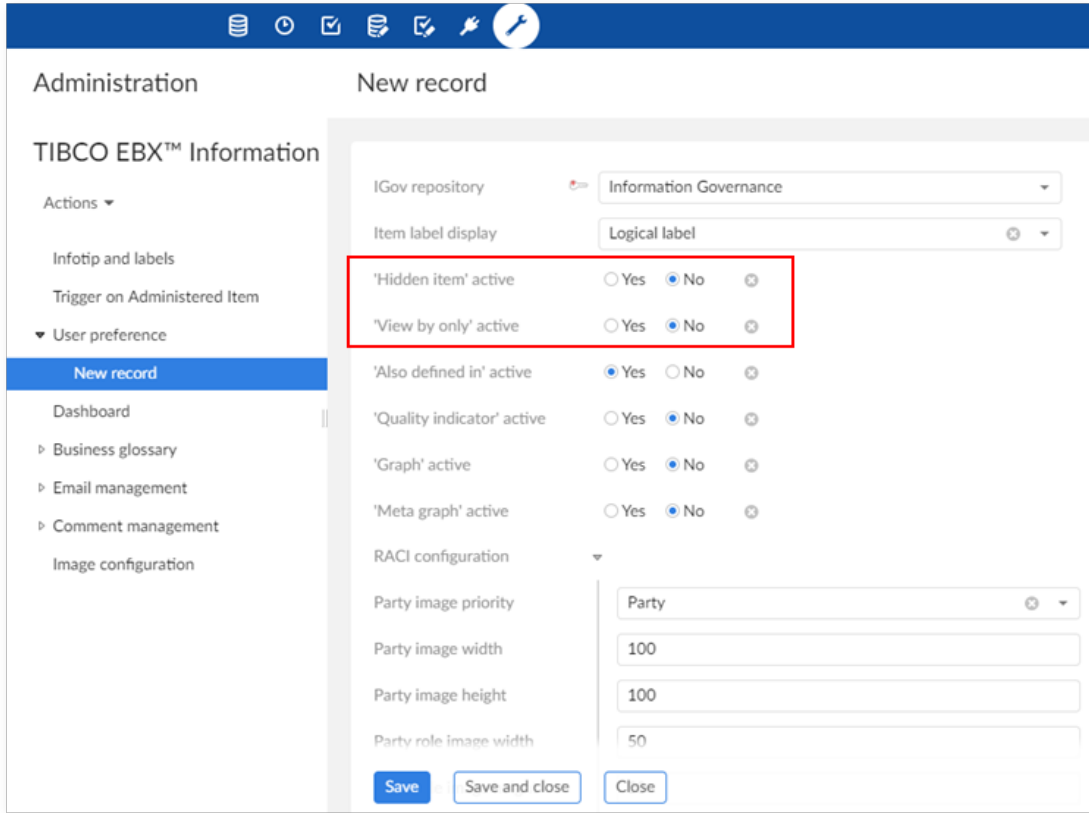 Administration
New record
TIBCO EBX™ Information
Actions
Infotip and labels
Trigger on Administered Item
User preference
New record
Dashboard
Business glossary
Email management
Comment management
Image configuration
IGov repository Information Governance
Item label display Logical label
'Hidden item' active Yes No
'View by only' active Yes No
'Also defined in' active Yes No
'Quality indicator' active Yes No
'Graph' active Yes No
'Meta graph' active Yes No
RACI configuration
Party image priority Party
Party image width 100
Party image height 100
Party role image width 50
Save Save and close Close